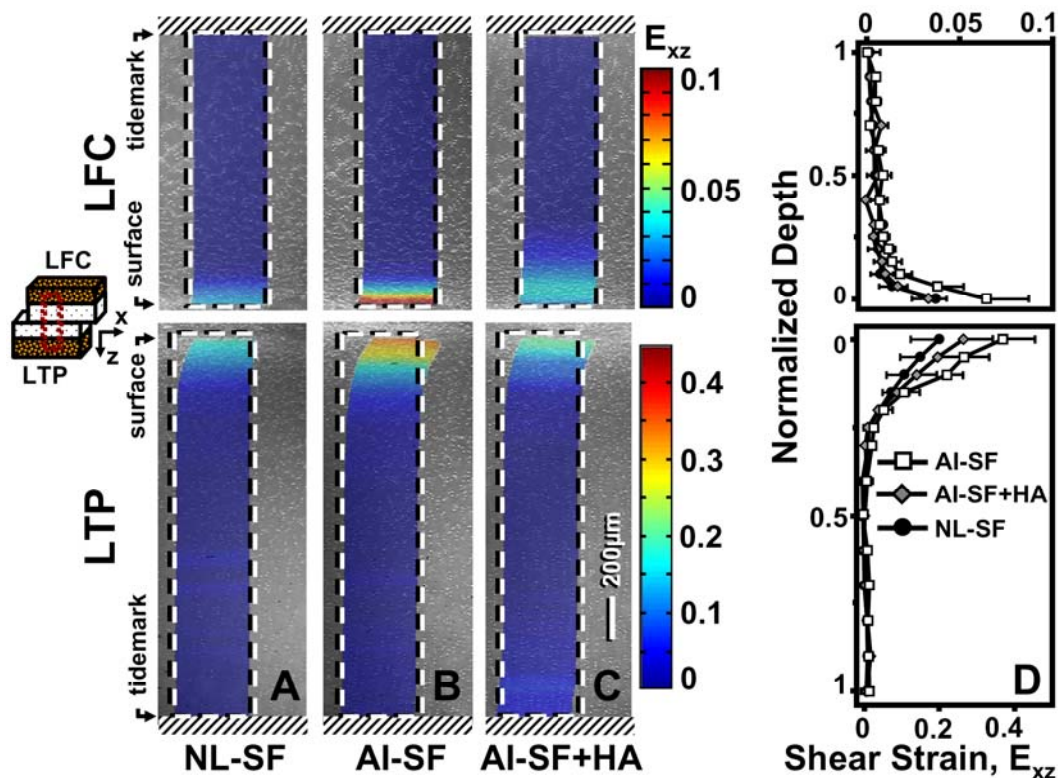 LFC
tidemark
surface
LFC
x
z
LTP
LTP
surface
tidemark
E_xz
0.1
0.05
0
0.4
0.3
0.2
0.1
0
200µm
A
B
C
NL-SF
AI-SF
AI-SF+HA
0 0.05 0.1
1
0.5
0
Normalized Depth
0
0.5
1
AI-SF
AI-SF+HA
NL-SF
D
0 0.2 0.4
Shear Strain, E_xz